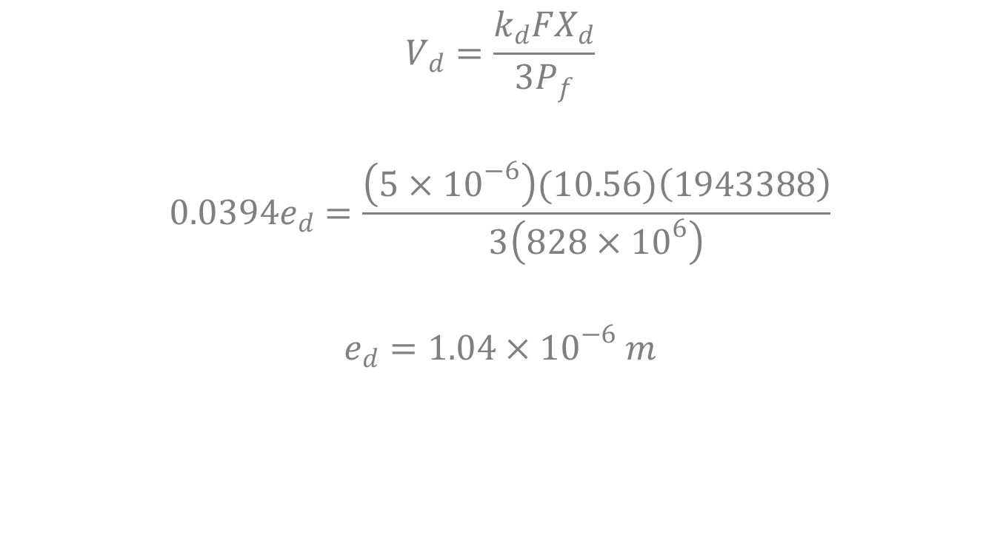 V_d = k_d F X_d / 3P_f
0.0394e_d = (5 × 10^−6)(10.56)(1943388) / 3(828 × 10^6)
e_d = 1.04 × 10^−6 m